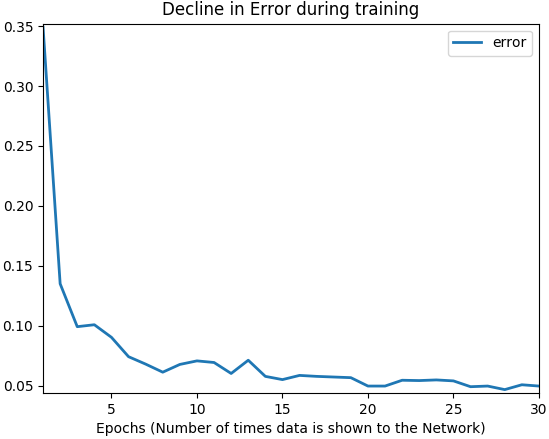 Decline in Error during training
error
0.35
0.30
0.25
0.20
0.15
0.10
0.05
5 10 15 20 25 30
Epochs (Number of times data is shown to the Network)